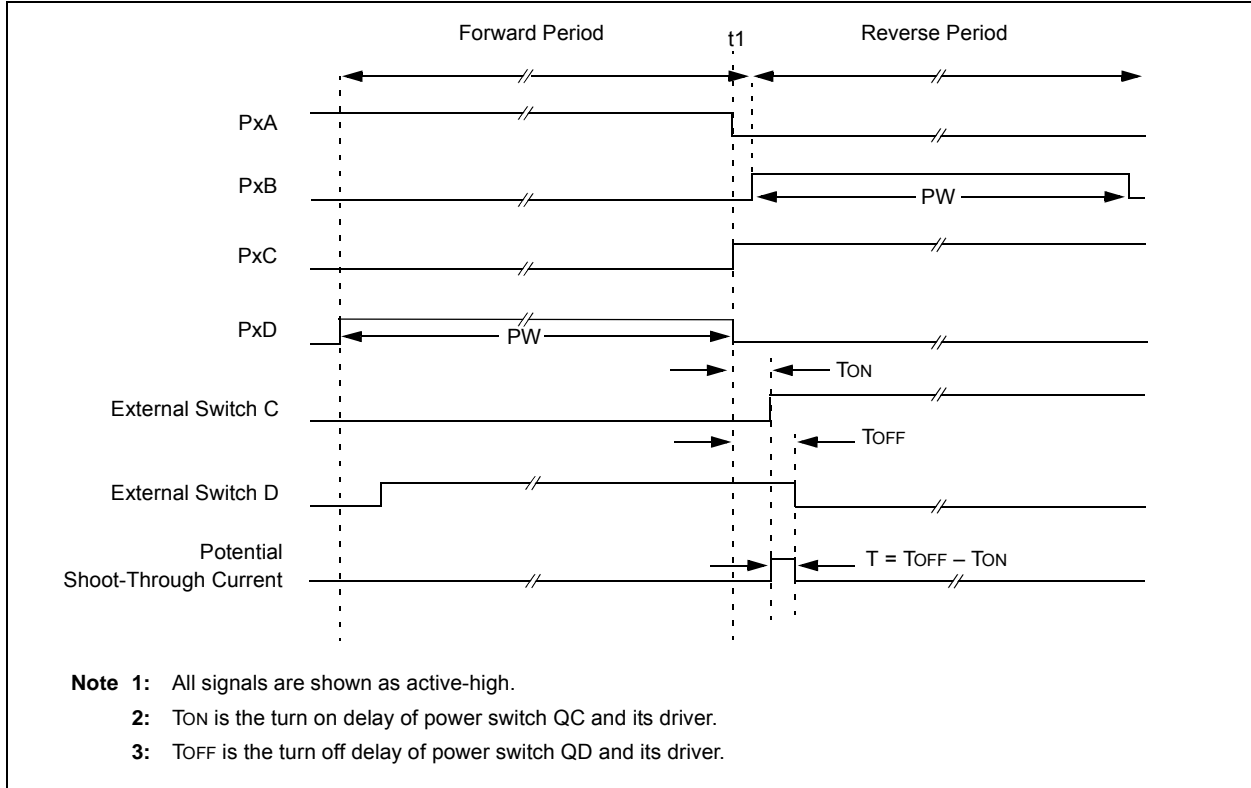 Forward Period
t1
Reverse Period
PxA
PxB
PW
PxC
PxD
PW
TON
External Switch C
TOFF
External Switch D
Potential
Shoot-Through Current
T = TOFF – TON
Note 1: All signals are shown as active-high.
2: TON is the turn on delay of power switch QC and its driver.
3: TOFF is the turn off delay of power switch QD and its driver.